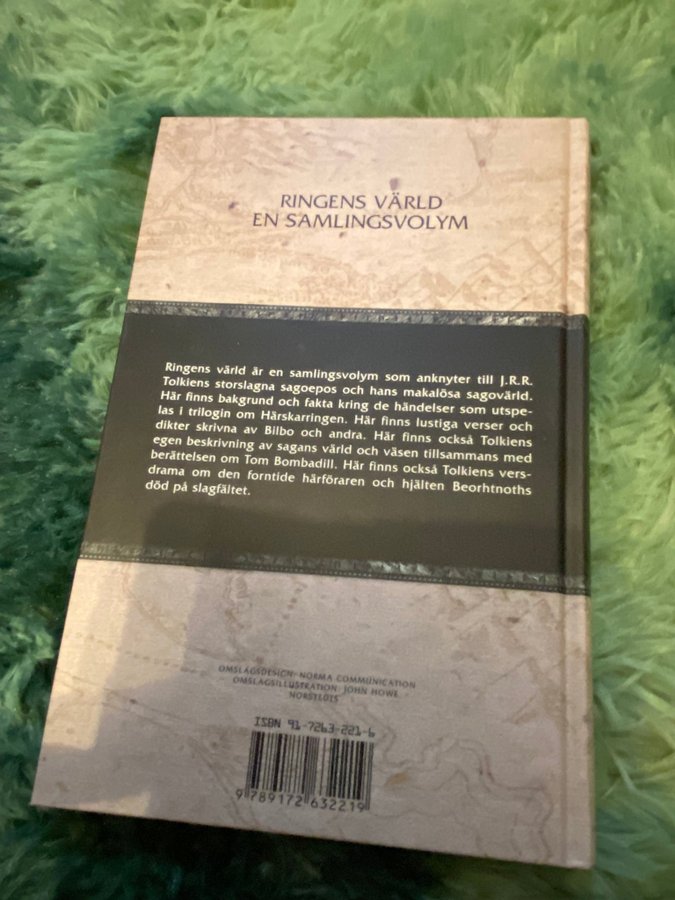 RINGENS VÄRLD
EN SAMLINGSVOLYM
Ringens värld är en samlingsvolym som anknyter till J.R.R.
Tolkiens storslagna sagoepos och hans makalösa sagovärld.
Här finns bakgrund och fakta kring de händelser som utspe-
las i trilogin om Härskarringen. Här finns lustiga verser och
dikter skrivna av Bilbo och andra. Här finns också Tolkiens
egen beskrivning av sagans värld och väsen tillsammans med
berättelsen om Tom Bombadill. Här finns också Tolkiens vers-
drama om den forntide härföraren och hjälten Beorhtnoths
död på slagfältet.
OMSLAGSDESIGN: NORMA COMMUNICATION
OMSLAGSILLUSTRATION: JOHN HOWE
NORSTEDTS
ISBN 91-7263-221-6
9 789172 632219